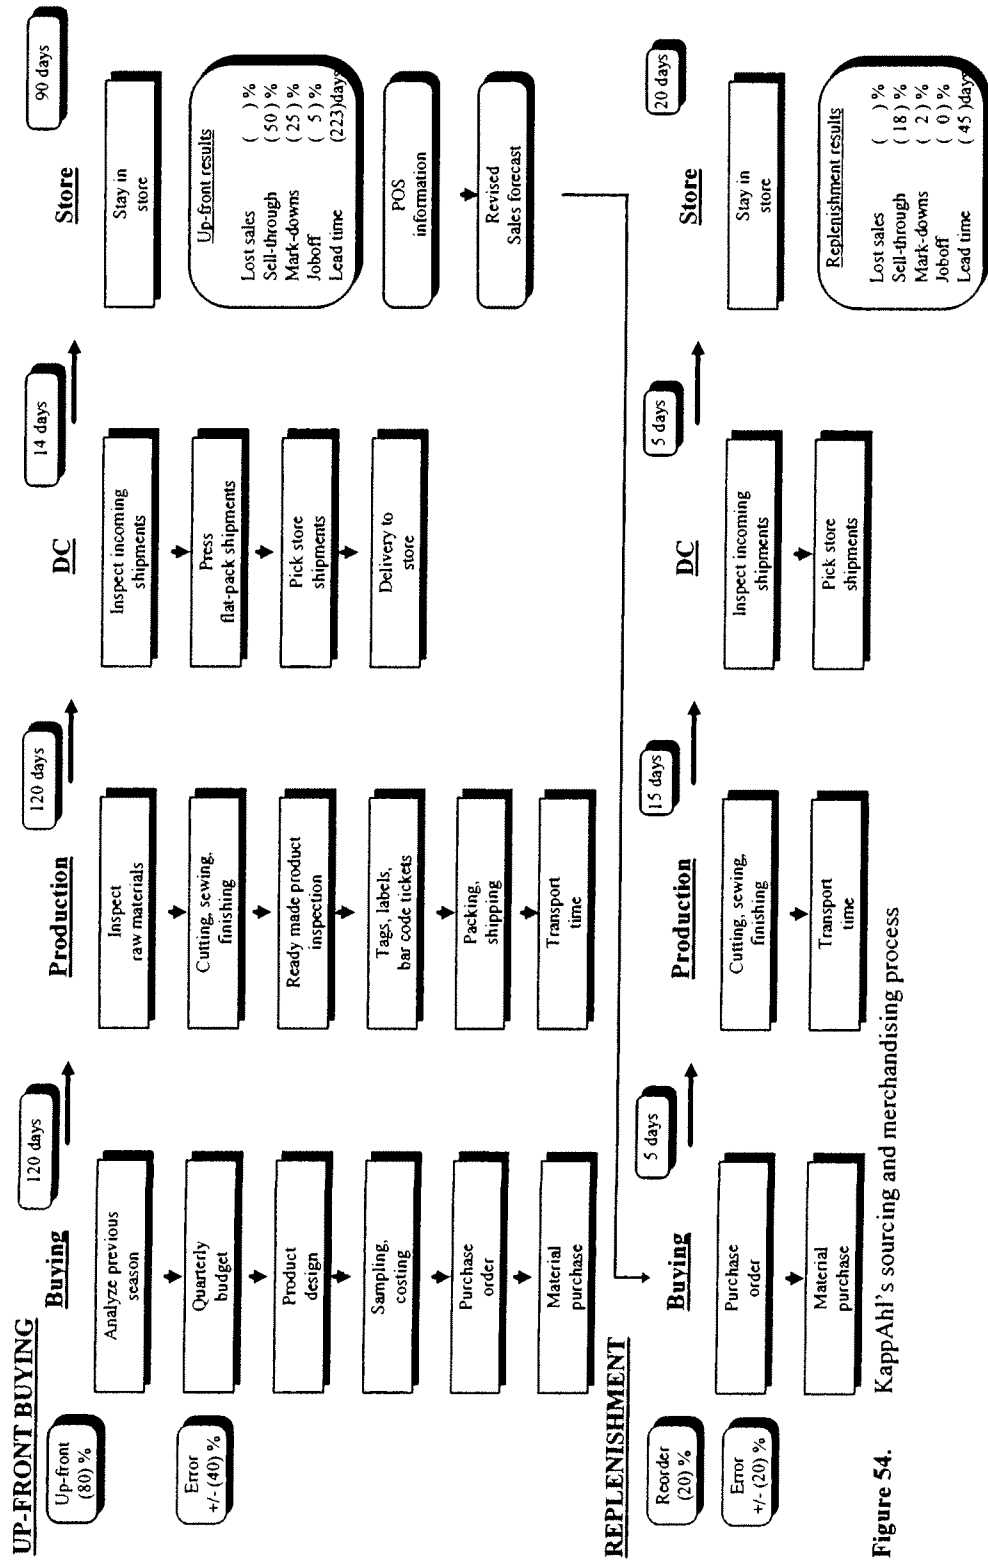 UP-FRONT BUYING
Up-front
(80) %
Error
+/- (40) %
Buying
120 days
Analyze previous
season
Quarterly
budget
Product
design
Sampling,
costing
Purchase
order
Material
purchase
Production
120 days
Inspect
raw materials
Cutting, sewing,
finishing
Ready made product
inspection
Tags, labels,
bar code tickets
Packing,
shipping
Transport
time
DC
14 days
Inspect incoming
shipments
Press
flat-pack shipments
Pick store
shipments
Delivery to
store
Store
90 days
Stay in
store
Up-front results
Lost sales ( ) %
Sell-through (50) %
Mark-downs (25) %
Joboff ( 5) %
Lead time (223)days
POS
information
Revised
Sales forecast
REPLENISHMENT
Reorder
(20) %
Error
+/- (20) %
Buying
5 days
Purchase
order
Material
purchase
Production
15 days
Cutting, sewing,
finishing
Transport
time
DC
5 days
Inspect incoming
shipments
Pick store
shipments
Store
20 days
Stay in
store
Replenishment results
Lost sales ( ) %
Sell-through (18) %
Mark-downs ( 2) %
Joboff ( 0) %
Lead time (45)days
Figure 54. KappAhl's sourcing and merchandising process